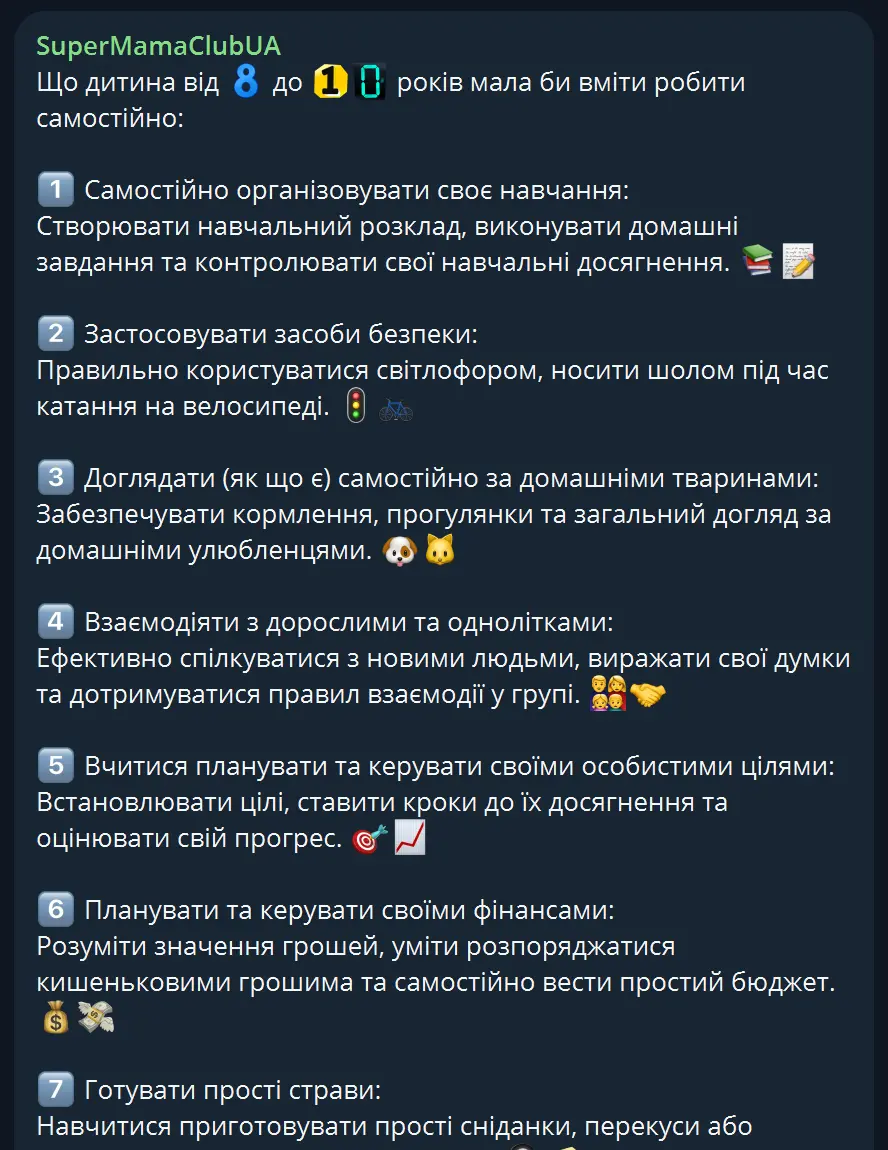 SuperMamaClubUA
Що дитина від 8 до 10 років мала би вміти робити
самостійно:
1 Самостійно організовувати своє навчання:
Створювати навчальний розклад, виконувати домашні
завдання та контролювати свої навчальні досягнення. 📚 📝
2 Застосовувати засоби безпеки:
Правильно користуватися світлофором, носити шолом під час
катання на велосипеді. 🚦 🚲
3 Доглядати (як що є) самостійно за домашніми тваринами:
Забезпечувати кормлення, прогулянки та загальний догляд за
домашніми улюбленцями. 🐶 🐱
4 Взаємодіяти з дорослими та однолітками:
Ефективно спілкуватися з новими людьми, виражати свої думки
та дотримуватися правил взаємодії у групі. 👨‍👩‍👧‍👦 🤝
5 Вчитися планувати та керувати своїми особистими цілями:
Встановлювати цілі, ставити кроки до їх досягнення та
оцінювати свій прогрес. 🎯 📈
6 Планувати та керувати своїми фінансами:
Розуміти значення грошей, уміти розпоряджатися
кишеньковими грошима та самостійно вести простий бюджет.
💰 💸
7 Готувати прості страви:
Навчитися приготовувати прості сніданки, перекуси або